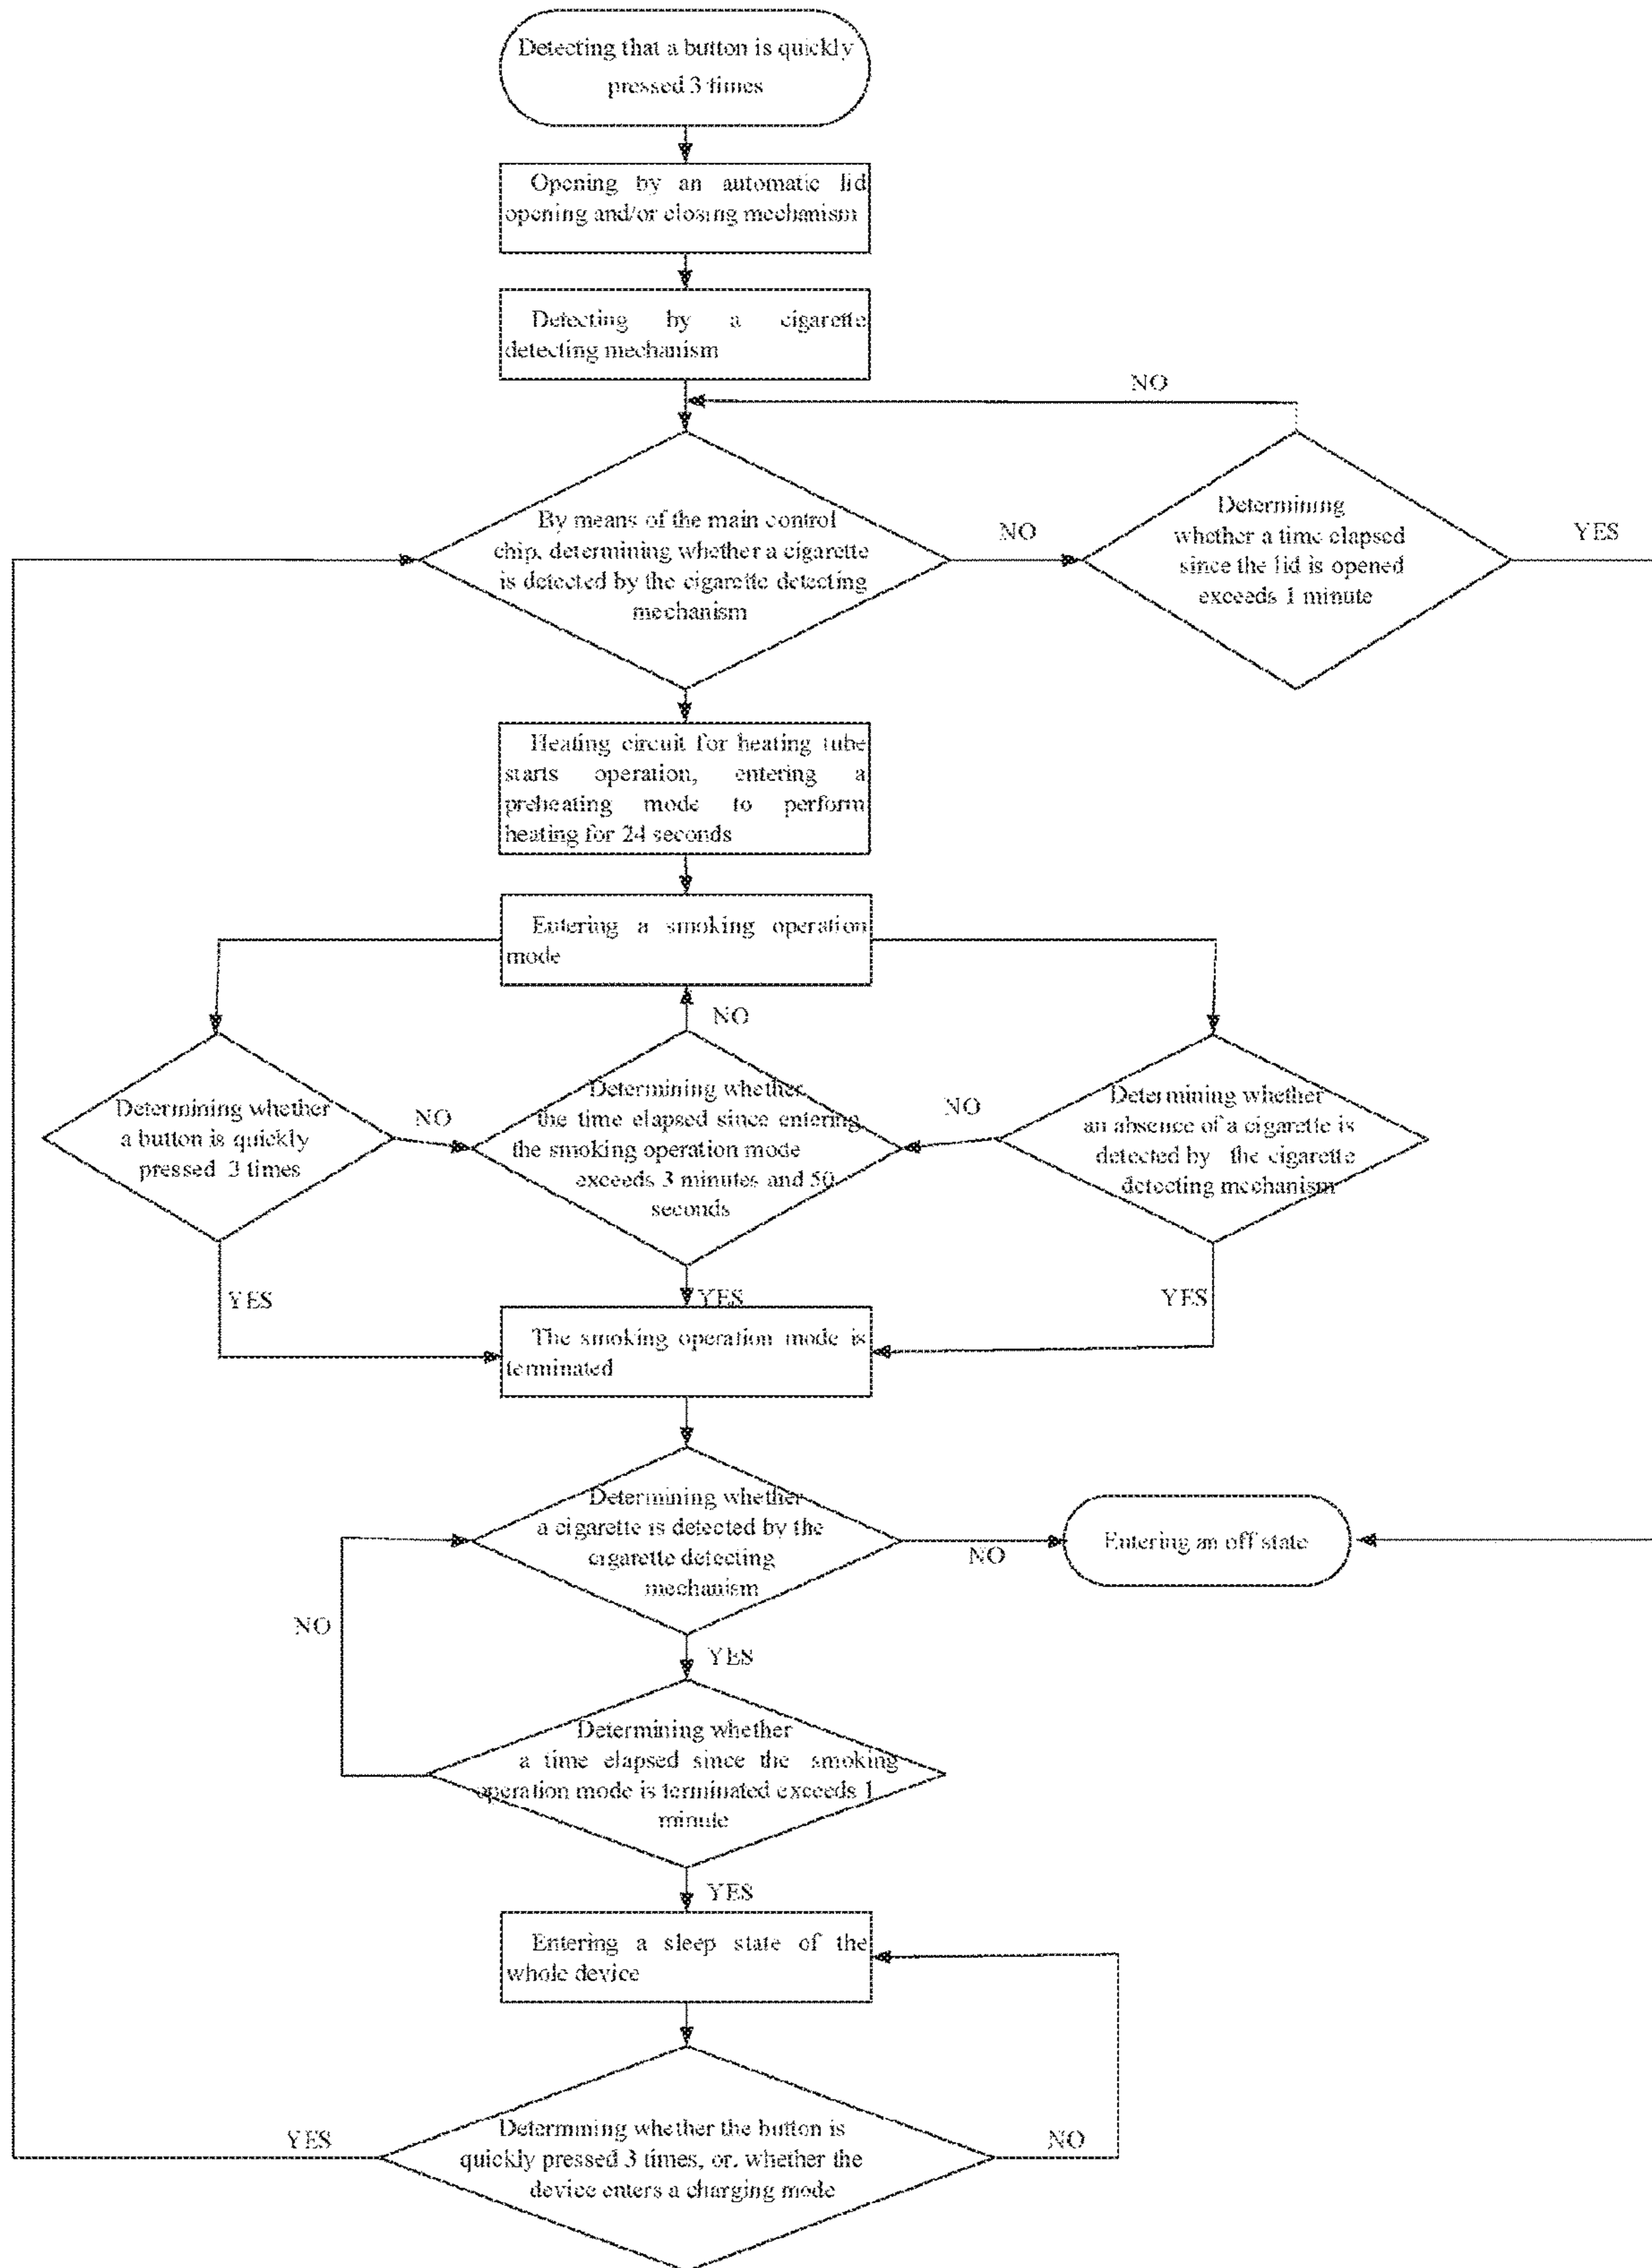 Detecting that a button is quickly
pressed 3 times
Opening by an automatic lid
opening and/or closing mechanism
Detecting by a cigarette
detecting mechanism
NO
By means of the main control
chip, determining whether a cigarette
is detected by the cigarette detecting
mechanism
NO
Determining
whether a time elapsed
since the lid is opened
exceeds 1 minute
YES
Heating circuit for heating tube
starts operation, entering a
preheating mode to perform
heating for 24 seconds
Entering a smoking operation
mode
NO
Determining whether
a button is quickly
pressed 3 times
NO
Determining whether
the time elapsed since entering
the smoking operation mode
exceeds 3 minutes and 50
seconds
NO
Determining whether
an absence of a cigarette is
detected by the cigarette
detecting mechanism
YES
YES
YES
The smoking operation mode is
terminated
Determining whether
a cigarette is detected by the
cigarette detecting
mechanism
NO
Entering an off state
NO
YES
Determining whether
a time elapsed since the smoking
operation mode is terminated exceeds 1
minute
YES
Entering a sleep state of the
whole device
YES
Determining whether the button is
quickly pressed 3 times, or, whether the
device enters a charging mode
NO